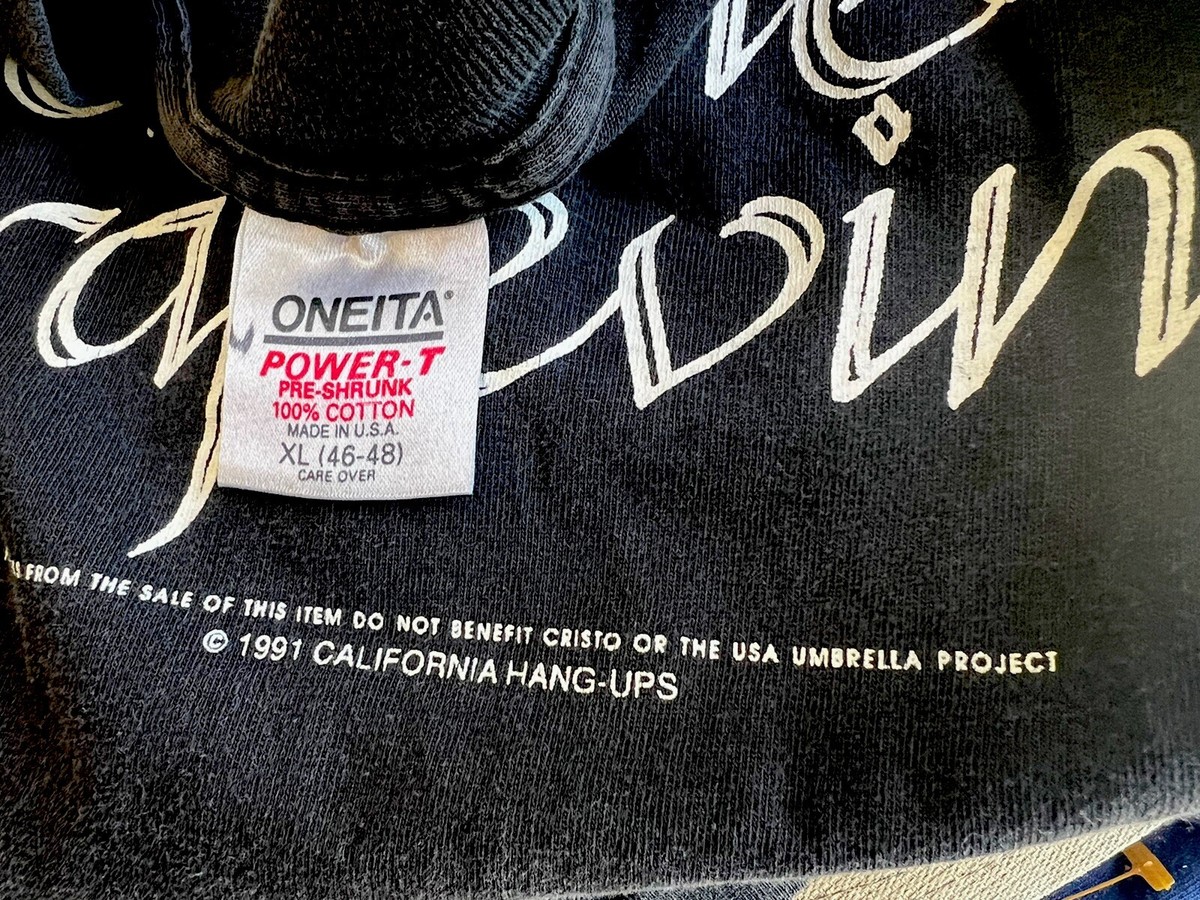 ONEITA®
POWER-T
PRE-SHRUNK
100% COTTON
MADE IN U.S.A.
XL (46-48)
CARE OVER
FROM THE SALE OF THIS ITEM DO NOT BENEFIT CRISTO OR THE USA UMBRELLA PROJECT
© 1991 CALIFORNIA HANG-UPS